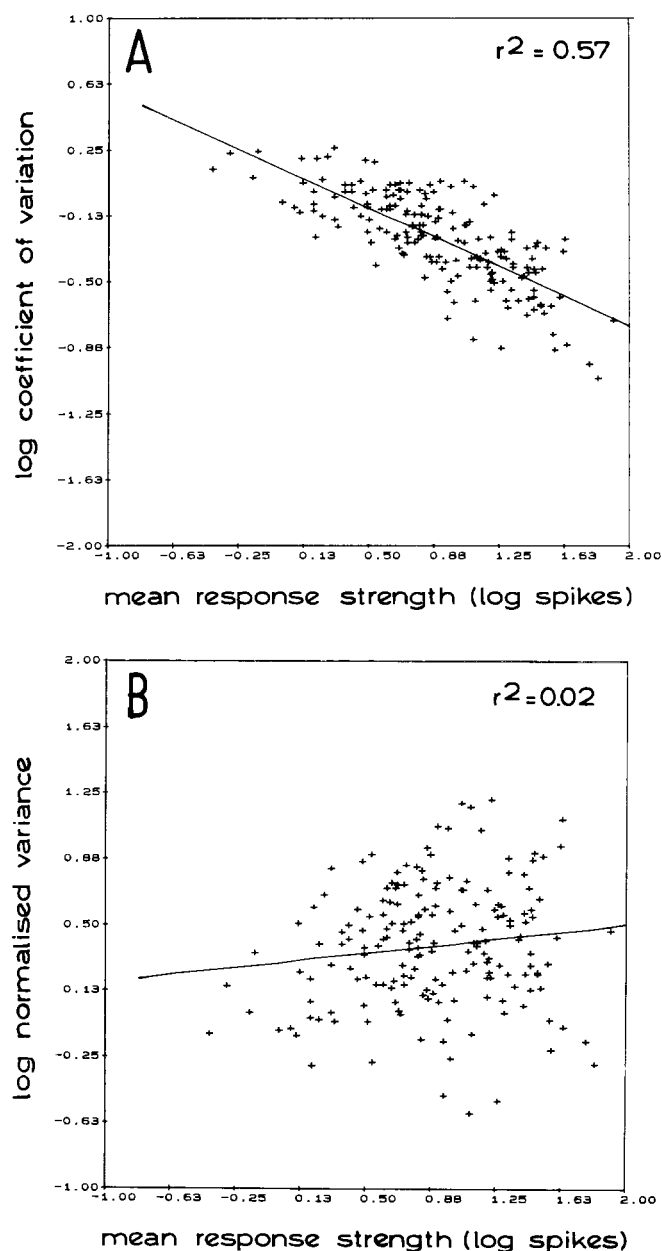 A
r2 = 0.57
log coefficient of variation
1.00
0.63
0.25
-0.13
-0.50
-0.88
-1.25
-1.63
-2.00
-1.00 -0.63 -0.25 0.13 0.50 0.88 1.25 1.63 2.00
mean response strength (log spikes)
B
r2 = 0.02
log normalised variance
2.00
1.63
1.25
0.88
0.50
0.13
-0.25
-0.63
-1.00
-1.00 -0.63 -0.25 0.13 0.50 0.88 1.25 1.63 2.00
mean response strength (log spikes)